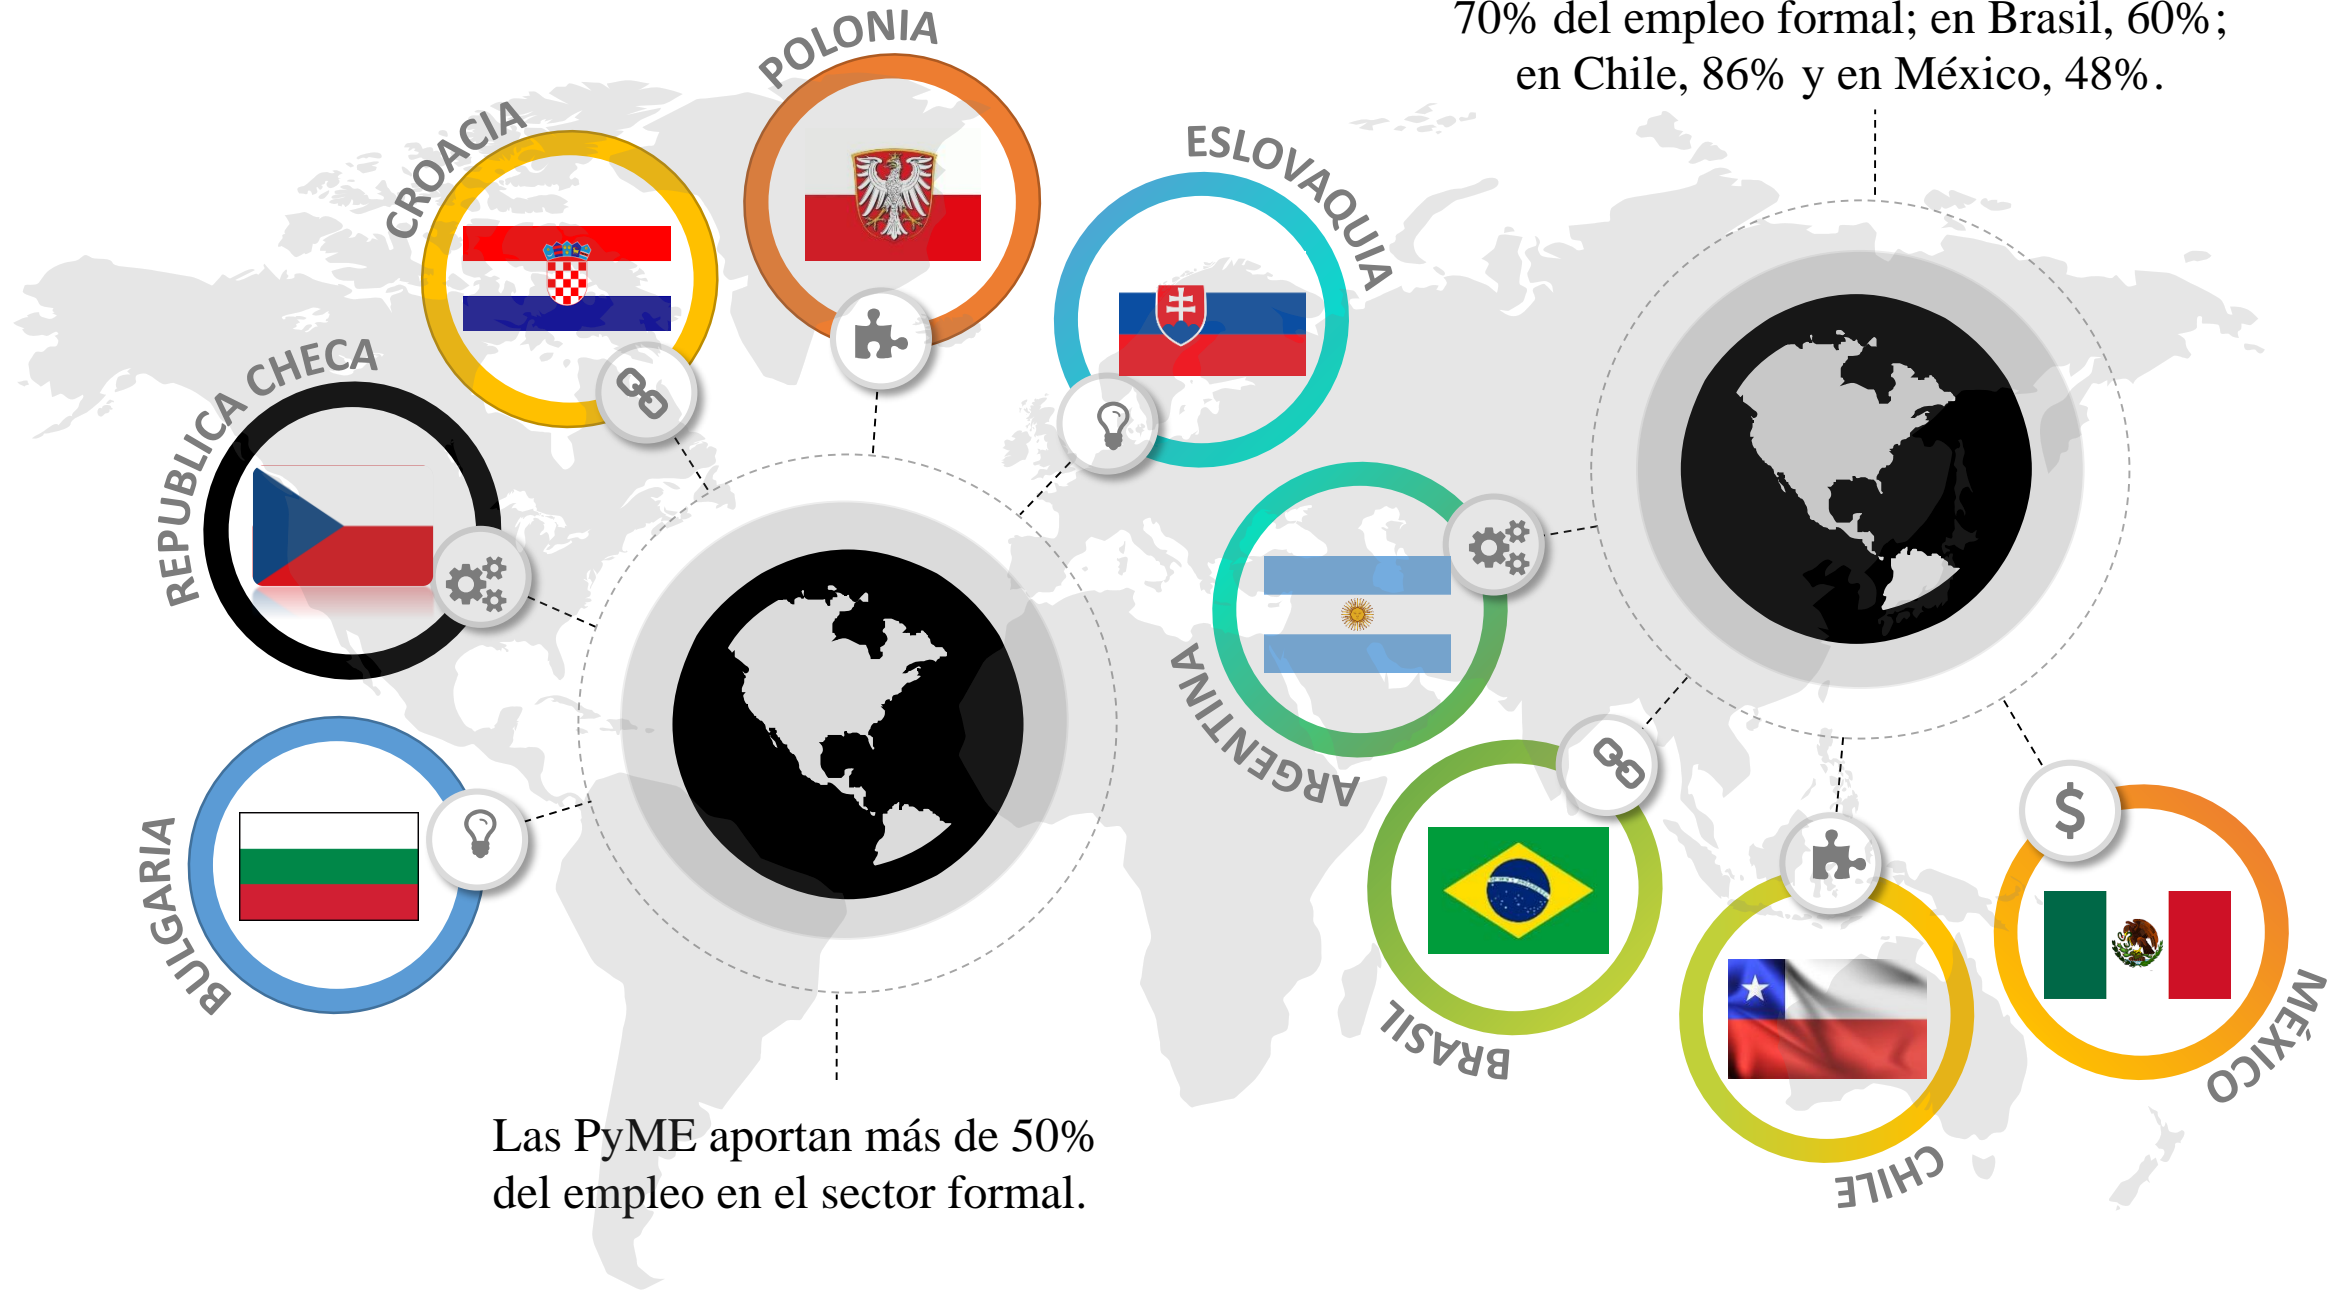 70% del empleo formal; en Brasil, 60%;
en Chile, 86% y en México, 48%.
POLONIA
CROACIA
ESLOVAQUIA
REPUBLICA CHECA
BULGARIA
ARGENTINA
BRASIL
CHILE
MÉXICO
$
Las PyME aportan más de 50%
del empleo en el sector formal.